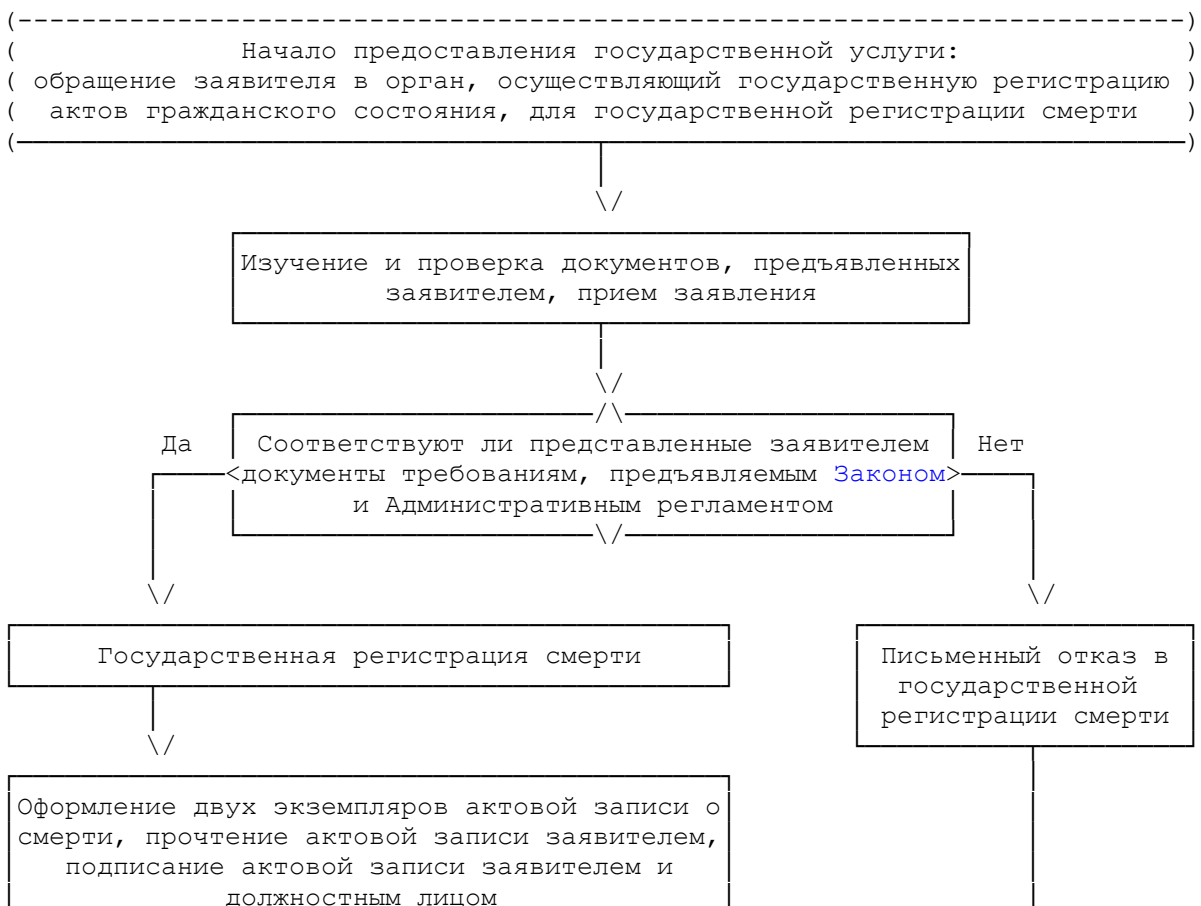 Начало предоставления государственной услуги:
обращение заявителя в орган, осуществляющий государственную регистрацию
актов гражданского состояния, для государственной регистрации смерти
Изучение и проверка документов, предъявленных
заявителем, прием заявления
Да Соответствуют ли представленные заявителем Нет
документы требованиям, предъявляемым Законом
и Административным регламентом
Государственная регистрация смерти
Письменный отказ в
государственной
регистрации смерти
Оформление двух экземпляров актовой записи о
смерти, прочтение актовой записи заявителем,
подписание актовой записи заявителем и
должностным лицом